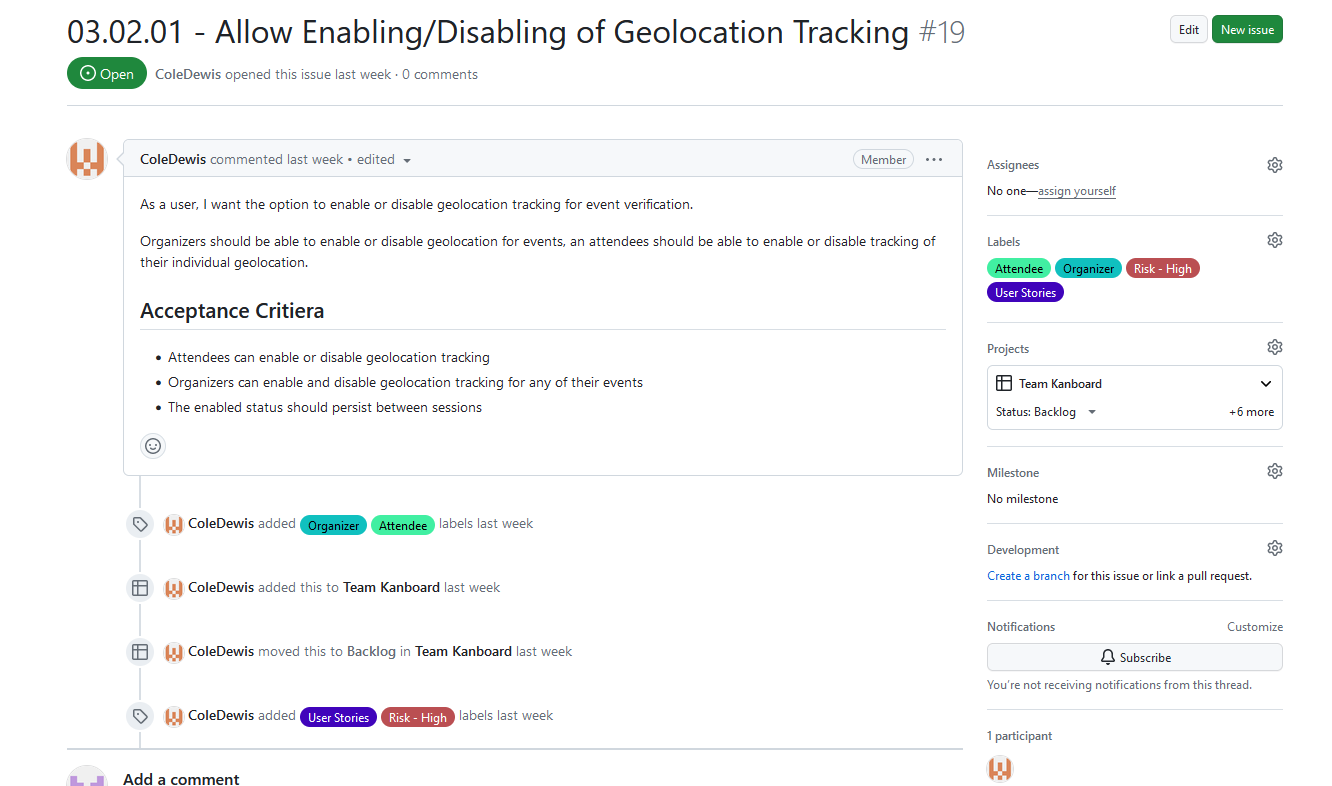 03.02.01 - Allow Enabling/Disabling of Geolocation Tracking #19
Edit
New issue
Open
ColeDewis opened this issue last week · 0 comments
ColeDewis commented last week • edited
Member
As a user, I want the option to enable or disable geolocation tracking for event verification.
Organizers should be able to enable or disable geolocation for events, an attendees should be able to enable or disable tracking of
their individual geolocation.
Acceptance Critiera
• Attendees can enable or disable geolocation tracking
• Organizers can enable and disable geolocation tracking for any of their events
• The enabled status should persist between sessions
ColeDewis added Organizer Attendee labels last week
ColeDewis added this to Team Kanboard last week
ColeDewis moved this to Backlog in Team Kanboard last week
ColeDewis added User Stories Risk - High labels last week
Add a comment
Assignees
No one—assign yourself
Labels
Attendee Organizer Risk - High
User Stories
Projects
Team Kanboard
Status: Backlog +6 more
Milestone
No milestone
Development
Create a branch for this issue or link a pull request.
Notifications Customize
Subscribe
You're not receiving notifications from this thread.
1 participant